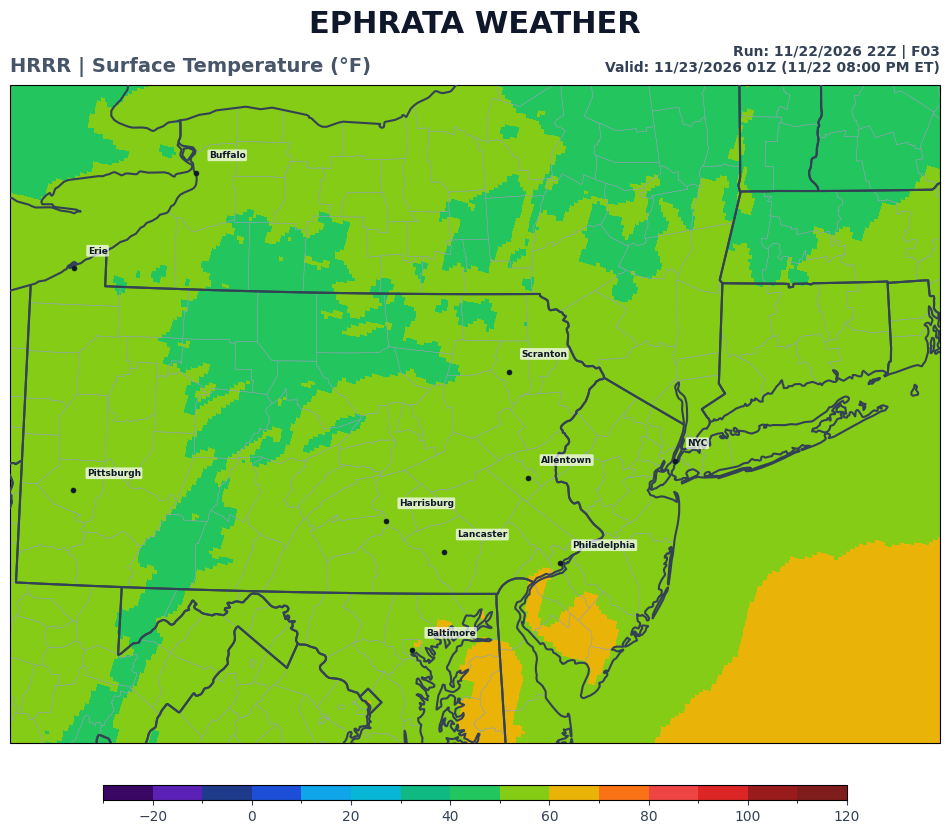 EPHRATA WEATHER
HRRR | Surface Temperature (°F)
Run: 11/22/2026 22Z | F03
Valid: 11/23/2026 01Z (11/22 08:00 PM ET)
Buffalo
Erie
Scranton
NYC
Allentown
Pittsburgh
Harrisburg
Lancaster
Philadelphia
Baltimore
−20 0 20 40 60 80 100 120